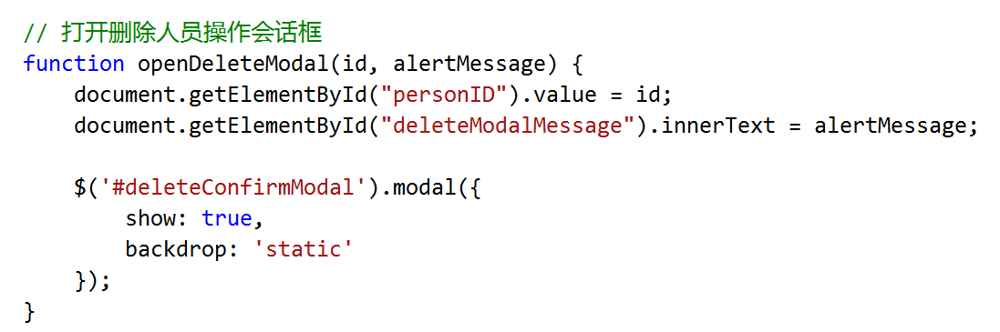 // 打开删除人员操作会话框
function openDeleteModal(id, alertMessage) {
    document.getElementById("personID").value = id;
    document.getElementById("deleteModalMessage").innerText = alertMessage;

    $('#deleteConfirmModal').modal({
        show: true,
        backdrop: 'static'
    });
}